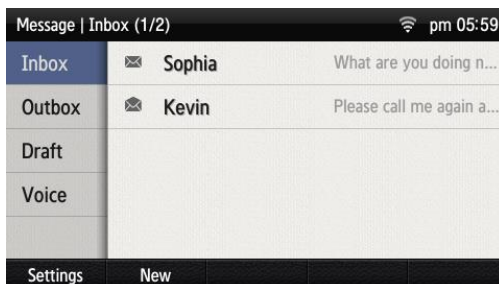 Message | Inbox (1/2) pm 05:59
Inbox Sophia What are you doing n...
Outbox Kevin Please call me again a...
Draft
Voice
Settings New